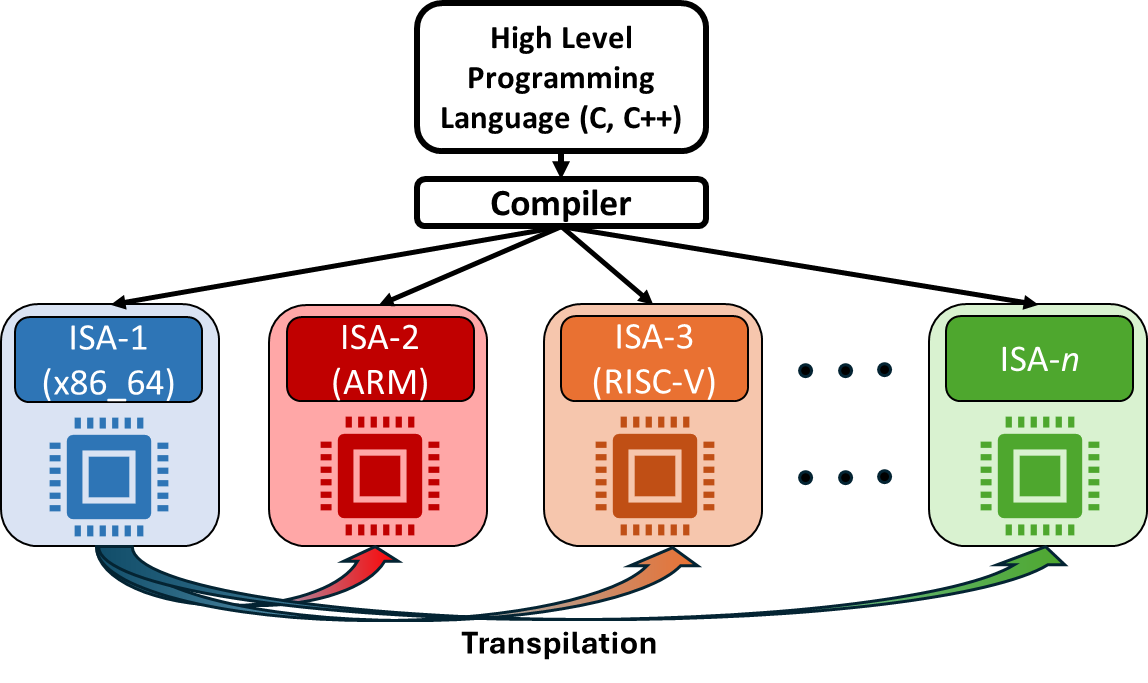 High Level
Programming
Language (C, C++)
Compiler
ISA-1
(x86_64)
ISA-2
(ARM)
ISA-3
(RISC-V)
ISA-n
Transpilation